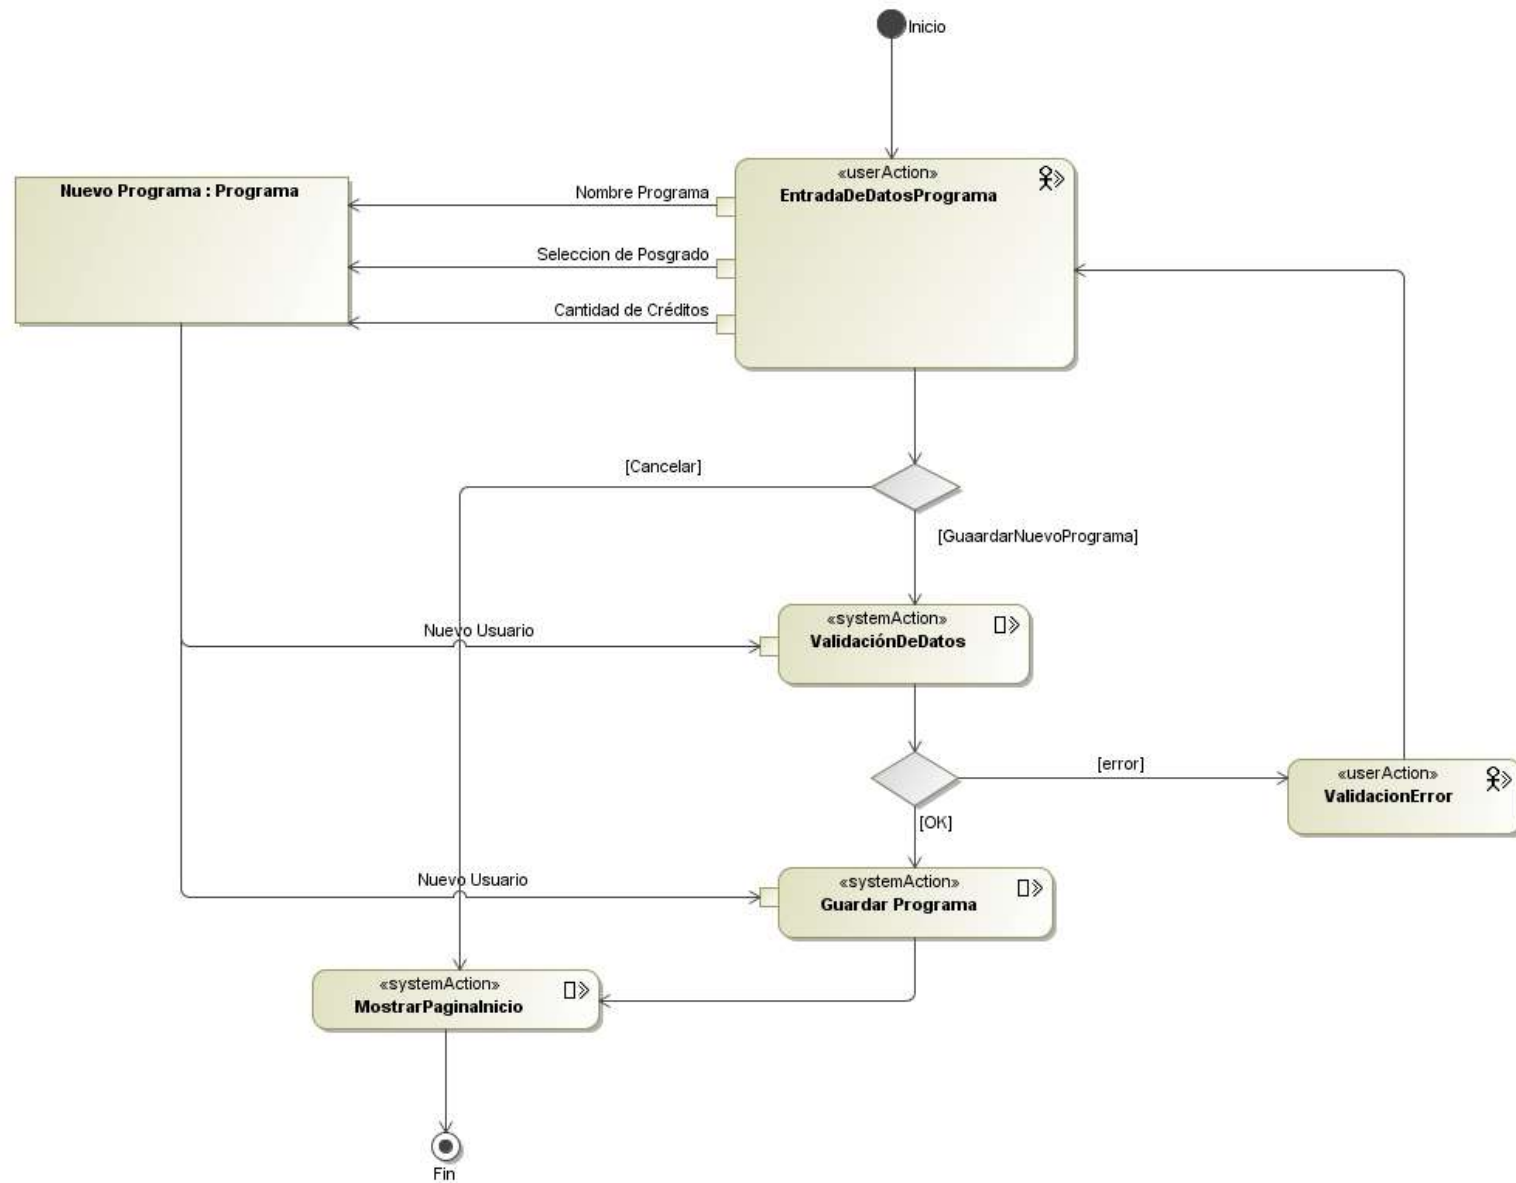 Inicio
«userAction»
EntradaDeDatosPrograma
Nuevo Programa : Programa
Nombre Programa
Seleccion de Posgrado
Cantidad de Créditos
[Cancelar]
[GuaardarNuevoPrograma]
«systemAction»
ValidaciónDeDatos
Nuevo Usuario
[error]
«userAction»
ValidacionError
[OK]
Nuevo Usuario
«systemAction»
Guardar Programa
«systemAction»
MostrarPaginaInicio
Fin